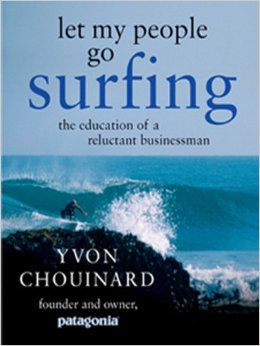 let my people
go
surfing
the education of a
reluctant businessman
YVON
CHOUINARD
founder and owner,
patagonia